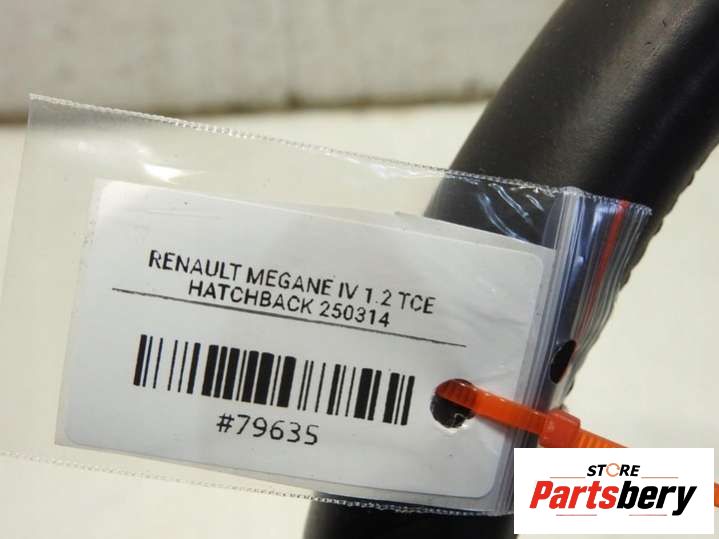 RENAULT MEGANE IV 1.2 TCE
HATCHBACK 250314
#79635
STORE
Partsbery